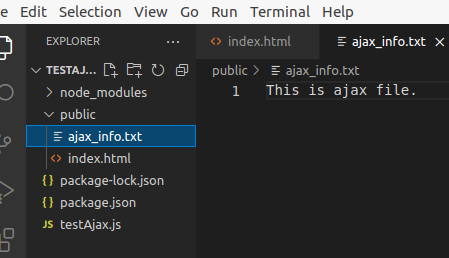 Edit Selection View Go Run Terminal Help
EXPLORER ...
index.html
ajax_info.txt
TESTAJ...
public > ajax_info.txt
node_modules
1 This is ajax file.
public
ajax_info.txt
index.html
package-lock.json
package.json
JS testAjax.js